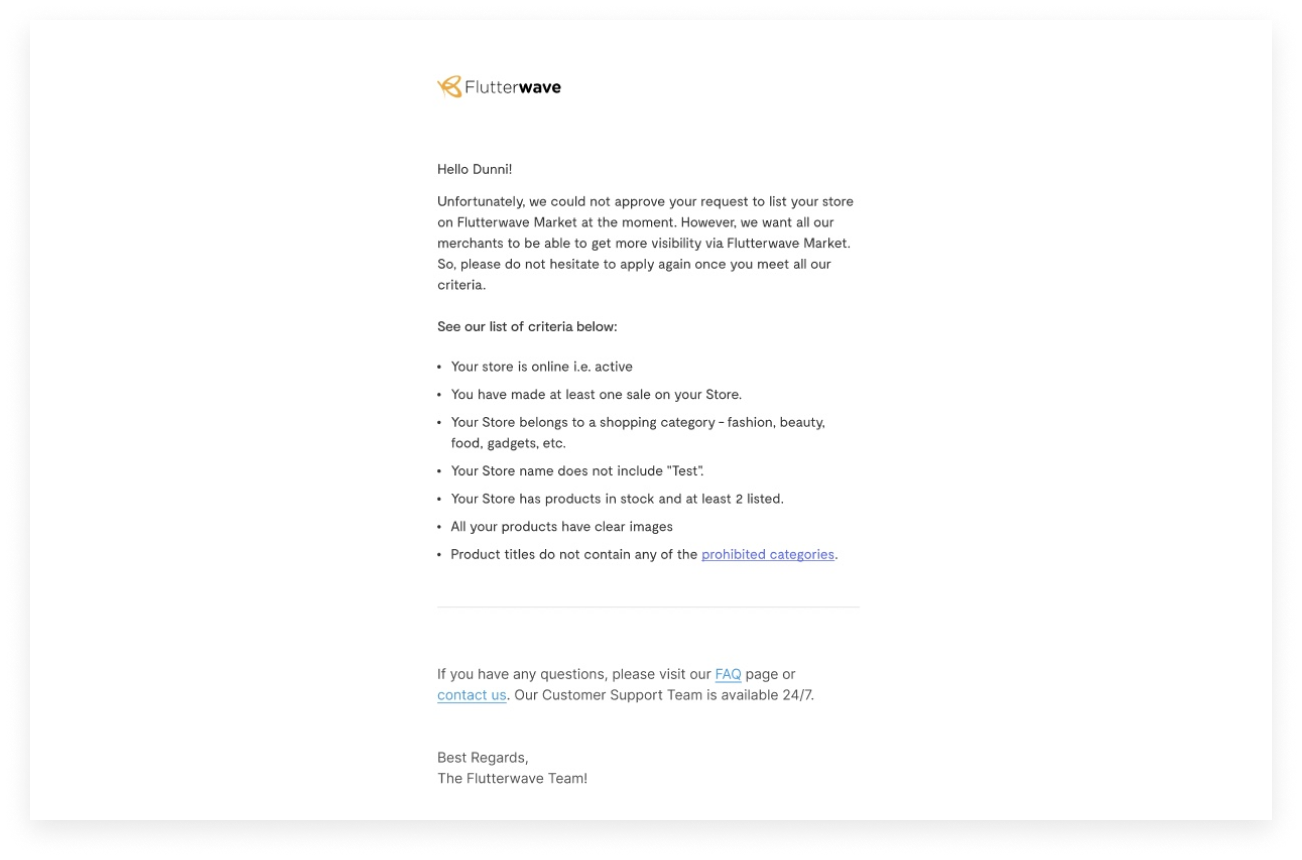 Flutterwave
Hello Dunni!
Unfortunately, we could not approve your request to list your store
on Flutterwave Market at the moment. However, we want all our
merchants to be able to get more visibility via Flutterwave Market.
So, please do not hesitate to apply again once you meet all our
criteria.
See our list of criteria below:
• Your store is online i.e. active
• You have made at least one sale on your Store.
• Your Store belongs to a shopping category - fashion, beauty,
food, gadgets, etc.
• Your Store name does not include "Test".
• Your Store has products in stock and at least 2 listed.
• All your products have clear images
• Product titles do not contain any of the prohibited categories.
If you have any questions, please visit our FAQ page or
contact us. Our Customer Support Team is available 24/7.
Best Regards,
The Flutterwave Team!